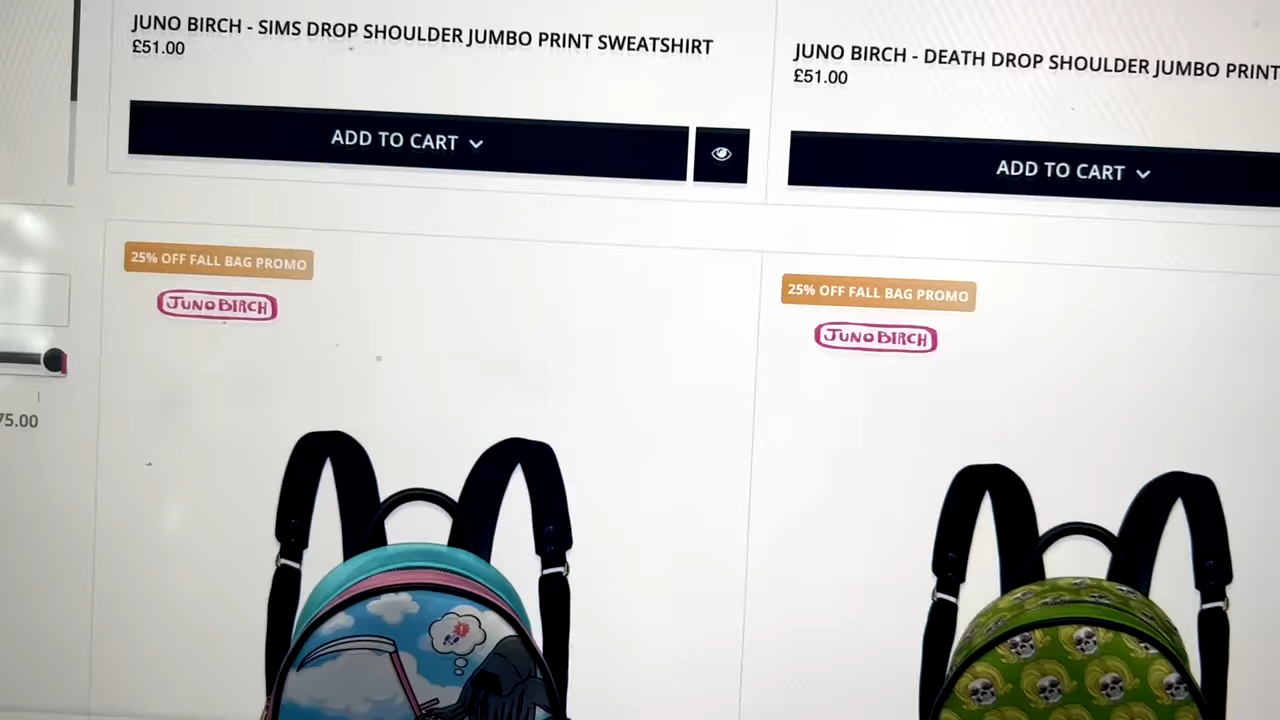 JUNO BIRCH - SIMS DROP SHOULDER JUMBO PRINT SWEATSHIRT
£51.00
ADD TO CART
JUNO BIRCH - DEATH DROP SHOULDER JUMBO PRINT
£51.00
ADD TO CART
75.00
25% OFF FALL BAG PROMO
JUNO BIRCH
25% OFF FALL BAG PROMO
JUNO BIRCH